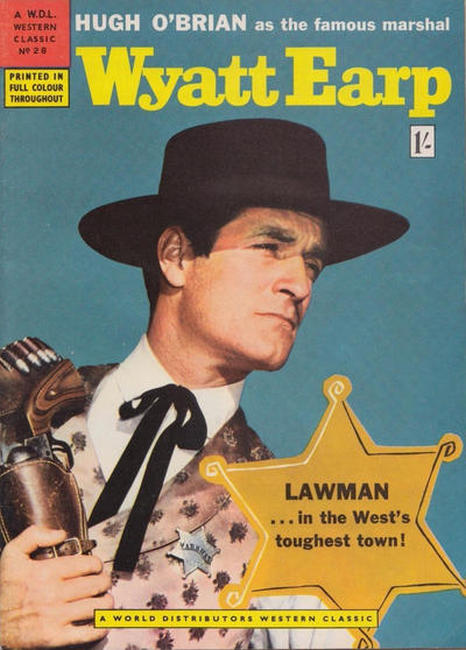 A W.D.L.
WESTERN
CLASSIC
Nº 28
PRINTED IN
FULL COLOUR
THROUGHOUT
HUGH O'BRIAN as the famous marshal
Wyatt Earp
1/-
MARSHAL
LAWMAN
...in the West's
toughest town!
A WORLD DISTRIBUTORS WESTERN CLASSIC